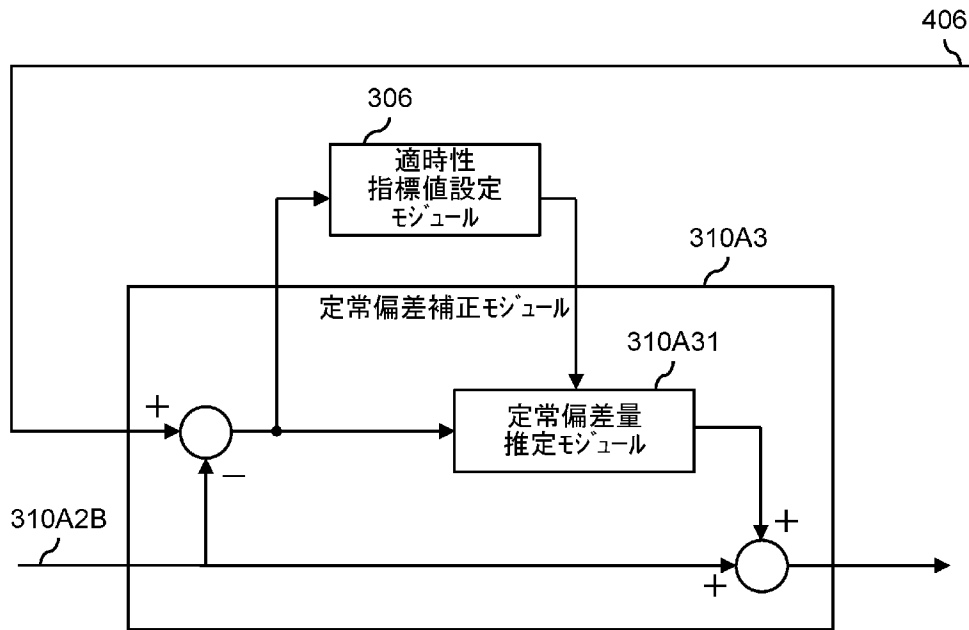 406
306
適時性
指標値設定
モジュール
310A3
定常偏差補正モジュール
310A31
定常偏差量
推定モジュール
+
−
310A2B
+
+